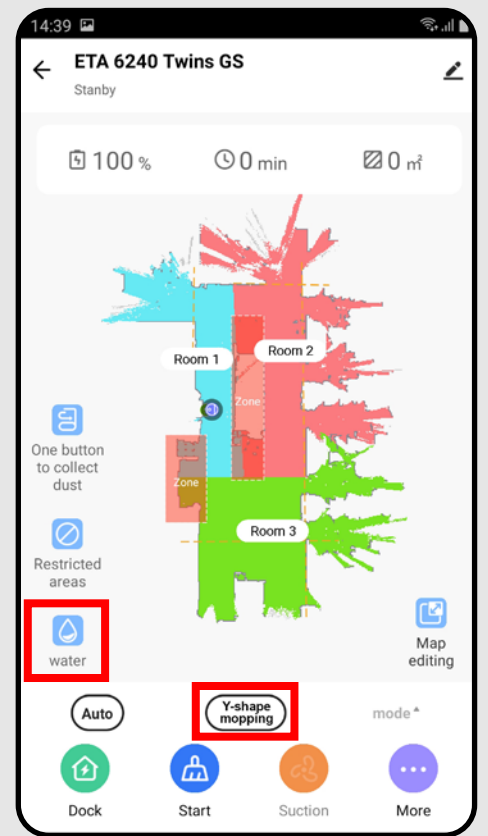 14:39
ETA 6240 Twins GS
Stanby
100 %
0 min
0 ㎡
Room 1
Room 2
Zone
One button
to collect
dust
Zone
Room 3
Restricted
areas
water
Map
editing
Auto
Y-shape
mopping
mode
Dock
Start
Suction
More